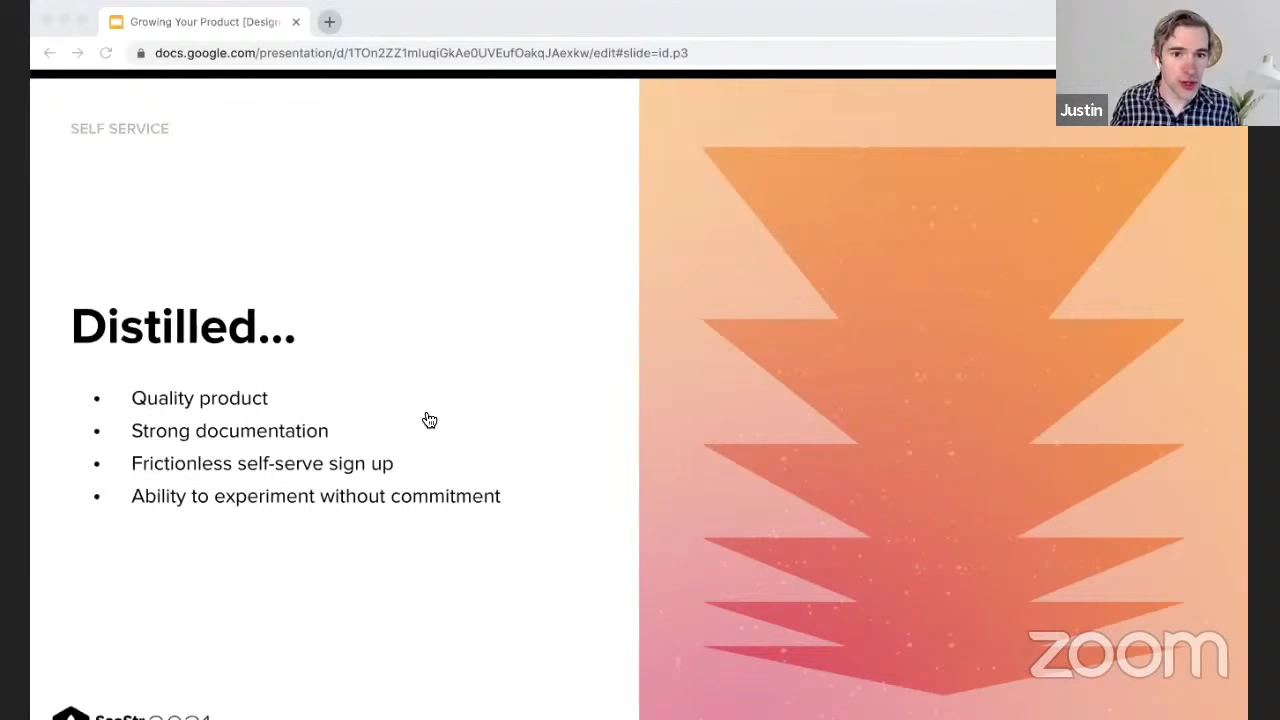 Growing Your Product [Design
docs.google.com/presentation/d/1TOn2ZZ1mIuqiGkAe0UVEufOakqJAexkw/edit#slide=id.p3
Justin
SELF SERVICE
Distilled...
• Quality product
• Strong documentation
• Frictionless self-serve sign up
• Ability to experiment without commitment
zoom